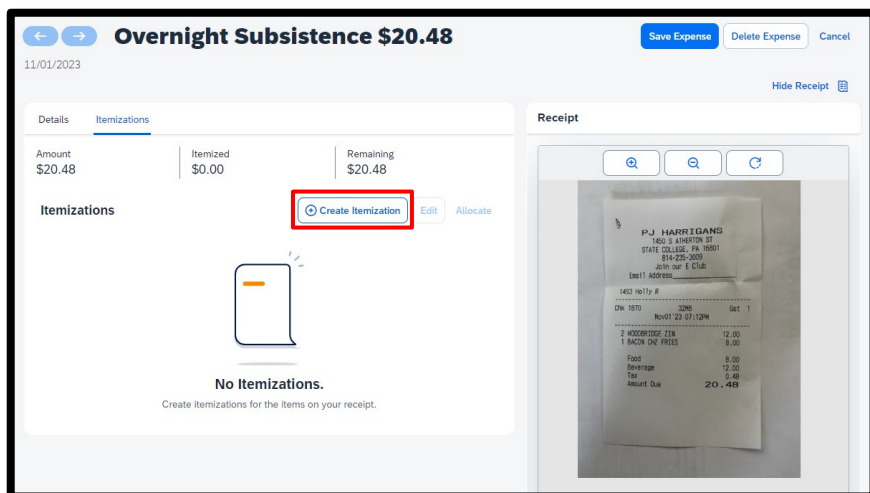 Overnight Subsistence $20.48
Save Expense
Delete Expense
Cancel
11/01/2023
Hide Receipt
Details
Itemizations
Receipt
Amount
Itemized
Remaining
$20.48
$0.00
$20.48
Itemizations
Create Itemization
Edit
Allocate
No Itemizations.
Create itemizations for the items on your receipt.
PJ HARRIGANS
1450 S ATHERTON ST
STATE COLLEGE, PA 16801
814-235-3009
Join our E Club
Email Address
1493 Holly R
Chk 1670 32MB Gst 1
Nov01'23 07:12PM
2 WOODBRIDGE ZIN 12.00
1 BACON CHZ FRIES 8.00
Food 8.00
Beverage 12.00
Tax 0.48
Amount Due 20.48